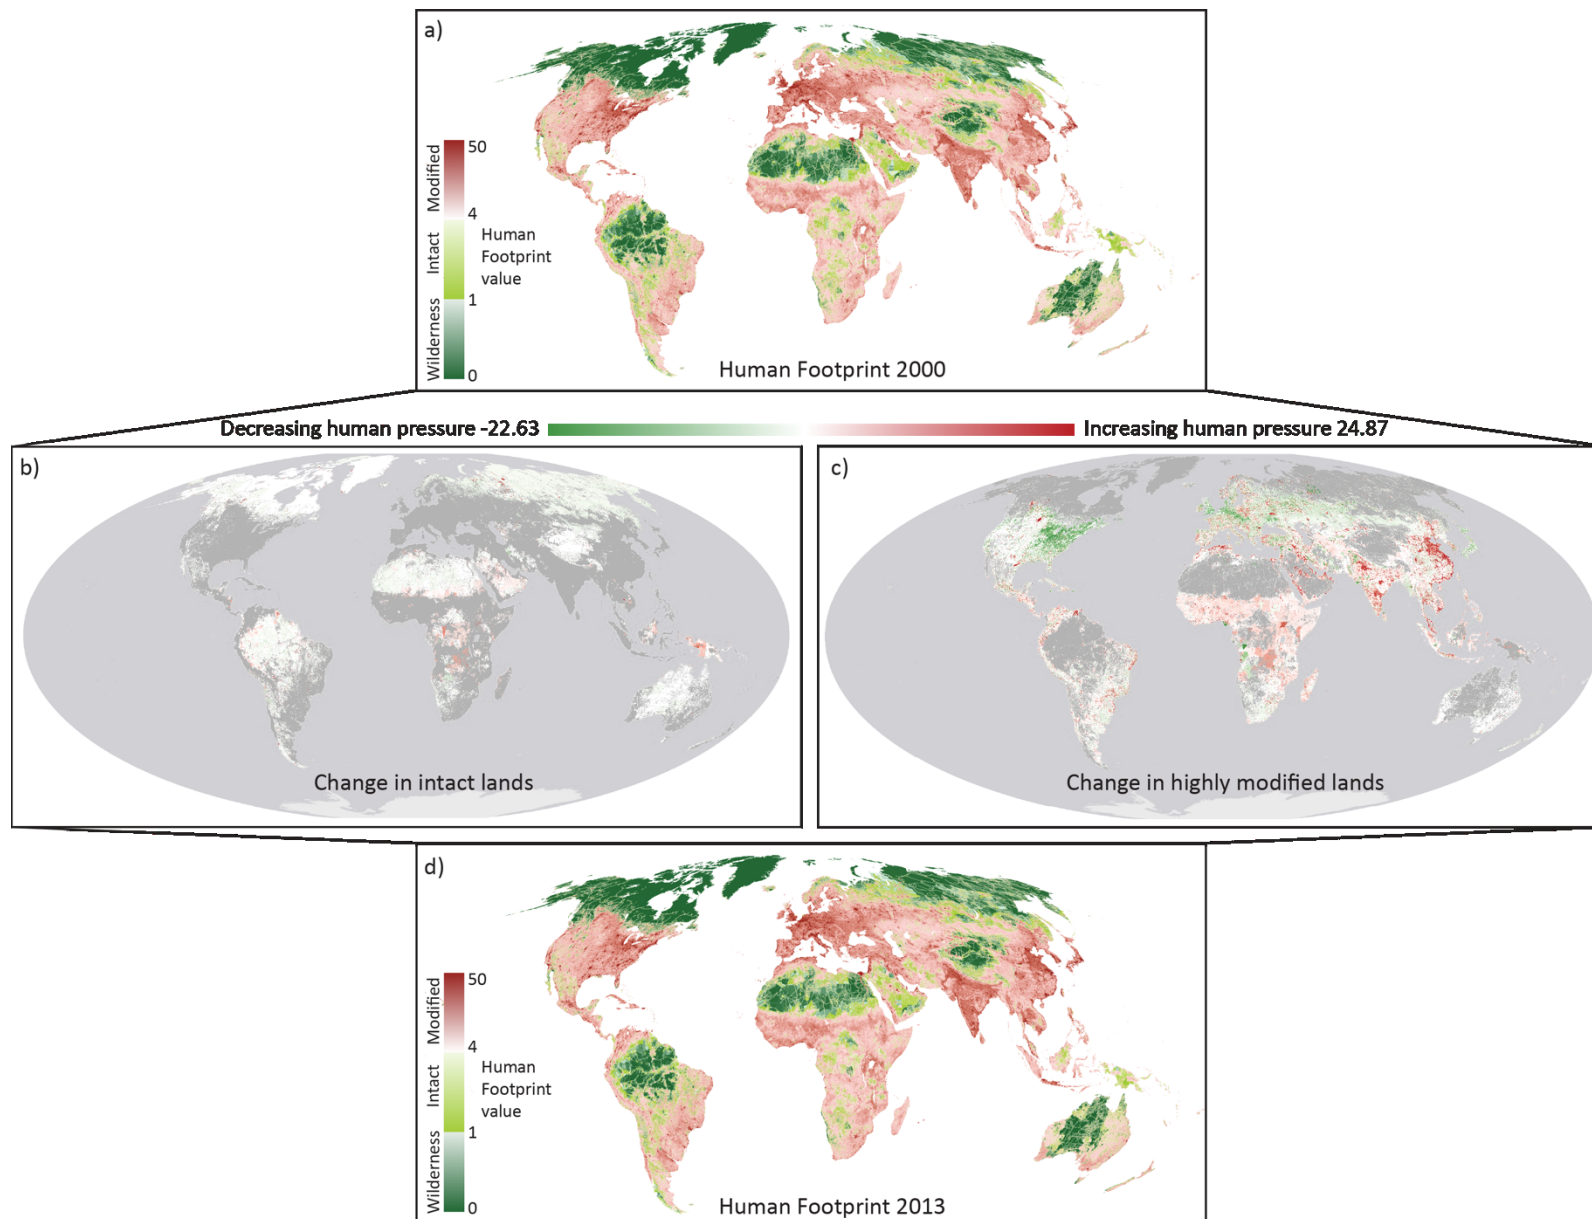 a)
50
Modified
4
Human
Footprint
value
Intact
1
Wilderness
0
Human Footprint 2000
Decreasing human pressure -22.63
Increasing human pressure 24.87
b)
Change in intact lands
c)
Change in highly modified lands
d)
50
Modified
4
Human
Footprint
value
Intact
1
Wilderness
0
Human Footprint 2013